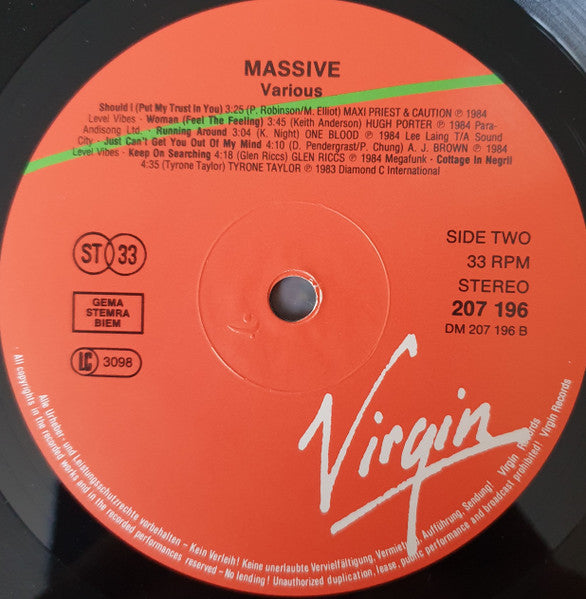 MASSIVE
Various
Should I (Put My Trust In You) 3:25 (P. Robinson/M. Elliot) MAXI PRIEST & CAUTION ℗ 1984
Level Vibes - Woman (Feel The Feeling) 3:45 (Keith Anderson) HUGH PORTER ℗ 1984 Para-
Andisong Ltd. - Running Around 3:04 (K. Night) ONE BLOOD ℗ 1984 Lee Laing T/A Sound
City - Just Can't Get You Out Of My Mind 4:10 (D. Pendergrast/P. Chung) A. J. BROWN ℗ 1984
Level Vibes - Keep On Searching 4:18 (Glen Riccs) GLEN RICCS ℗ 1984 Megafunk - Cottage In Negril
4:35 (Tyrone Taylor) TYRONE TAYLOR ℗ 1983 Diamond C International
ST 33
GEMA
STEMRA
BIEM
LC 3098
SIDE TWO
33 RPM
STEREO
207 196
DM 207 196 B
Virgin
Alle Urheber- und Leistungsschutzrechte vorbehalten - Kein Verleih! Keine unerlaubte Vervielfältigung, Vermietung, Aufführung, Sendung! Virgin Records
All copyrights in the recorded works and in the recorded performances reserved - No lending! Unauthorized duplication, lease, public performance and broadcast prohibited! Virgin Records